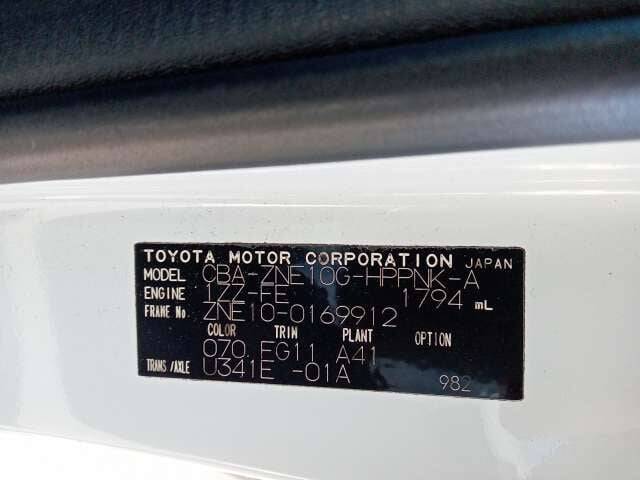 TOYOTA MOTOR CORPORATION JAPAN
MODEL CBA-ZNE10G-HPPNK-A
ENGINE 1ZZ-FE 1794 mL
FRAME No. ZNE10-0169912
COLOR TRIM PLANT OPTION
070 EG11 A41
TRANS/AXLE U341E -01A 982